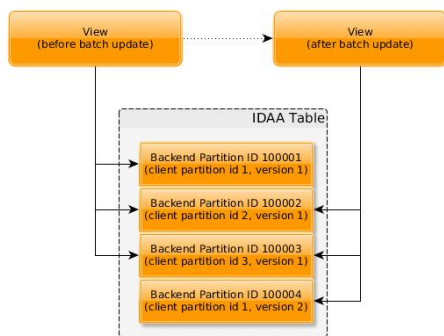 View
(before batch update)
View
(after batch update)
IDAA Table
Backend Partition ID 100001
(client partition id 1, version 1)
Backend Partition ID 100002
(client partition id 2, version 1)
Backend Partition ID 100003
(client partition id 3, version 1)
Backend Partition ID 100004
(client partition id 1, version 2)